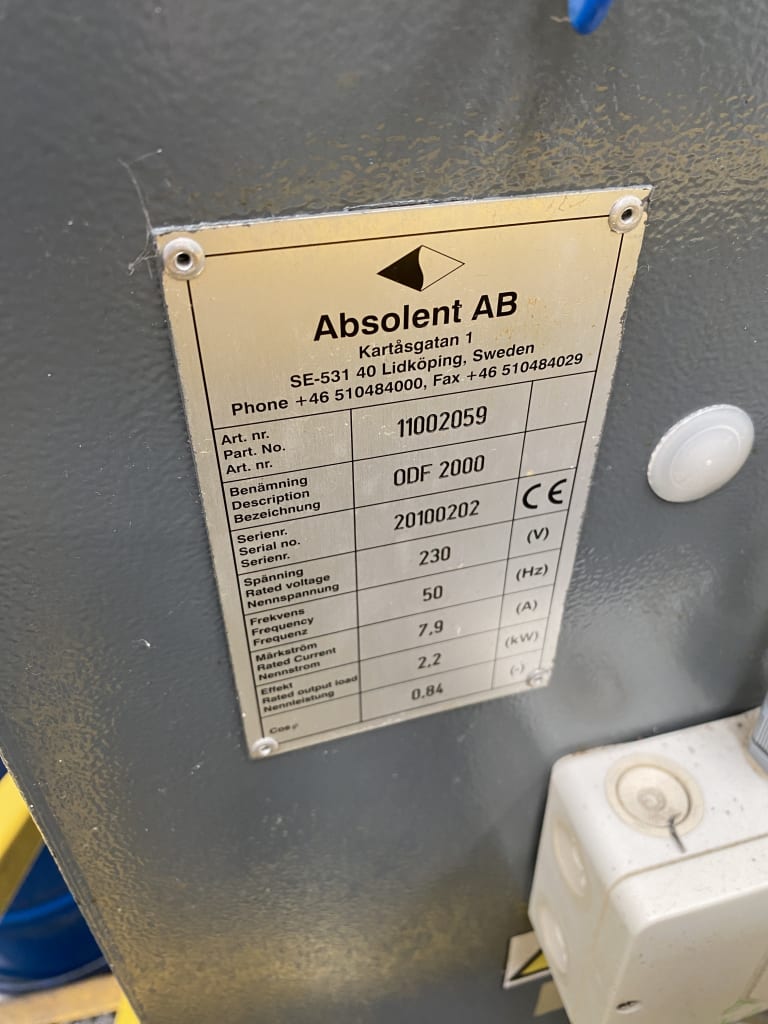 Absolent AB
Kartåsgatan 1
SE-531 40 Lidköping, Sweden
Phone +46 510484000, Fax +46 510484029
Art. nr.
Part. No.
Art. nr.
11002059
Benämning
Description
Bezeichnung
ODF 2000
Serienr.
Serial no.
Serienr.
20100202
CE
Spänning
Rated voltage
Nennspannung
230
(V)
Frekvens
Frequency
Frequenz
50
(Hz)
Märkström
Rated Current
Nennstrom
7,9
(A)
Effekt
Rated output load
Nennleistung
2,2
(kW)
Cosφ
0,84
(-)